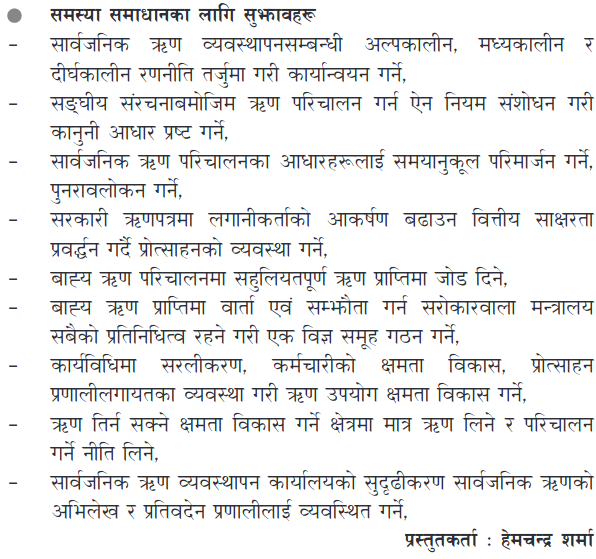 ● समस्या समाधानका लागि सुझावहरू
– सार्वजनिक ऋण व्यवस्थापनसम्बन्धी अल्पकालीन, मध्यकालीन र
दीर्घकालीन रणनीति तर्जुमा गरी कार्यान्वयन गर्ने,
– सङ्घीय संरचनाबमोजिम ऋण परिचालन गर्न ऐन नियम संशोधन गरी
कानुनी आधार प्रष्ट गर्ने,
– सार्वजनिक ऋण परिचालनका आधारहरूलाई समयानुकूल परिमार्जन गर्ने,
पुनरावलोकन गर्ने,
– सरकारी ऋणपत्रमा लगानीकर्ताको आकर्षण बढाउन वित्तीय साक्षरता
प्रवर्द्धन गर्दै प्रोत्साहनको व्यवस्था गर्ने,
– बाह्य ऋण परिचालनमा सहुलियतपूर्ण ऋण प्राप्तिमा जोड दिने,
– बाह्य ऋण प्राप्तिमा वार्ता एवं सम्झौता गर्न सरोकारवाला मन्त्रालय
सबैको प्रतिनिधित्व रहने गरी एक विज्ञ समूह गठन गर्ने,
– कार्यविधिमा सरलीकरण, कर्मचारीको क्षमता विकास, प्रोत्साहन
प्रणालीलगायतका व्यवस्था गरी ऋण उपयोग क्षमता विकास गर्ने,
– ऋण तिर्न सक्ने क्षमता विकास गर्ने क्षेत्रमा मात्र ऋण लिने र परिचालन
गर्ने नीति लिने,
– सार्वजनिक ऋण व्यवस्थापन कार्यालयको सुदृढीकरण सार्वजनिक ऋणको
अभिलेख र प्रतिवदेन प्रणालीलाई व्यवस्थित गर्ने,
प्रस्तुतकर्ता : हेमचन्द्र शर्मा